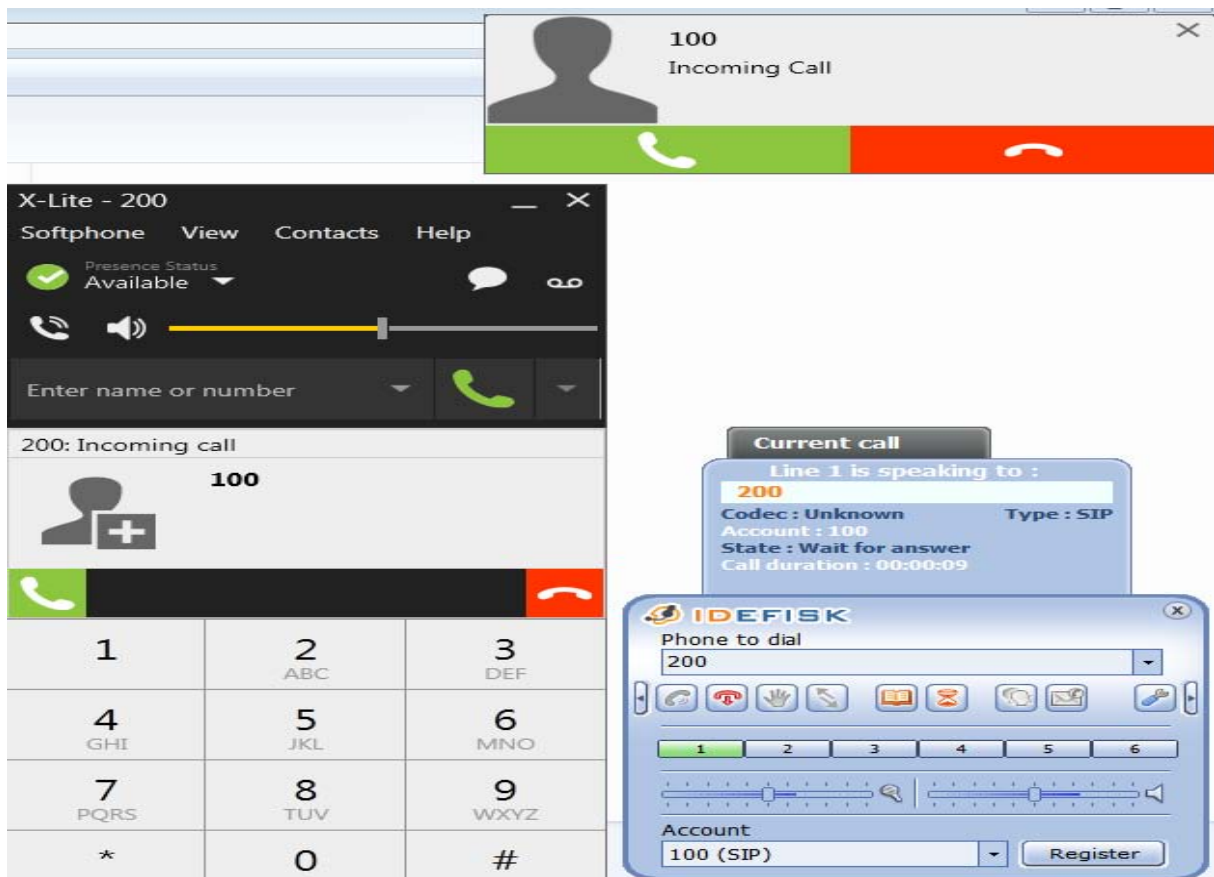 100
Incoming Call
X-Lite - 200
Softphone View Contacts Help
Presence Status
Available
Enter name or number
200: Incoming call
100
1
2
ABC
3
DEF
4
GHI
5
JKL
6
MNO
7
PQRS
8
TUV
9
WXYZ
*
0
#
Current call
Line 1 is speaking to :
200
Codec : Unknown Type : SIP
Account : 100
State : Wait for answer
Call duration : 00:00:09
IDEFISK
Phone to dial
200
1 2 3 4 5 6
Account
100 (SIP) Register